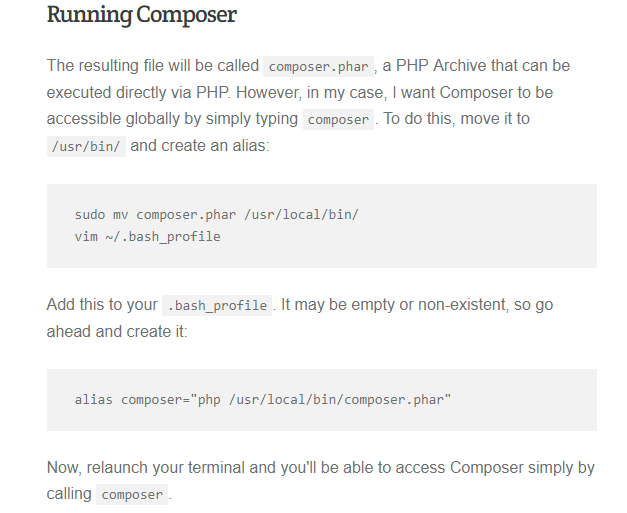 Running Composer
The resulting file will be called composer.phar, a PHP Archive that can be
executed directly via PHP. However, in my case, I want Composer to be
accessible globally by simply typing composer. To do this, move it to
/usr/bin/ and create an alias:
sudo mv composer.phar /usr/local/bin/
vim ~/.bash_profile
Add this to your .bash_profile. It may be empty or non-existent, so go
ahead and create it:
alias composer="php /usr/local/bin/composer.phar"
Now, relaunch your terminal and you'll be able to access Composer simply by
calling composer.